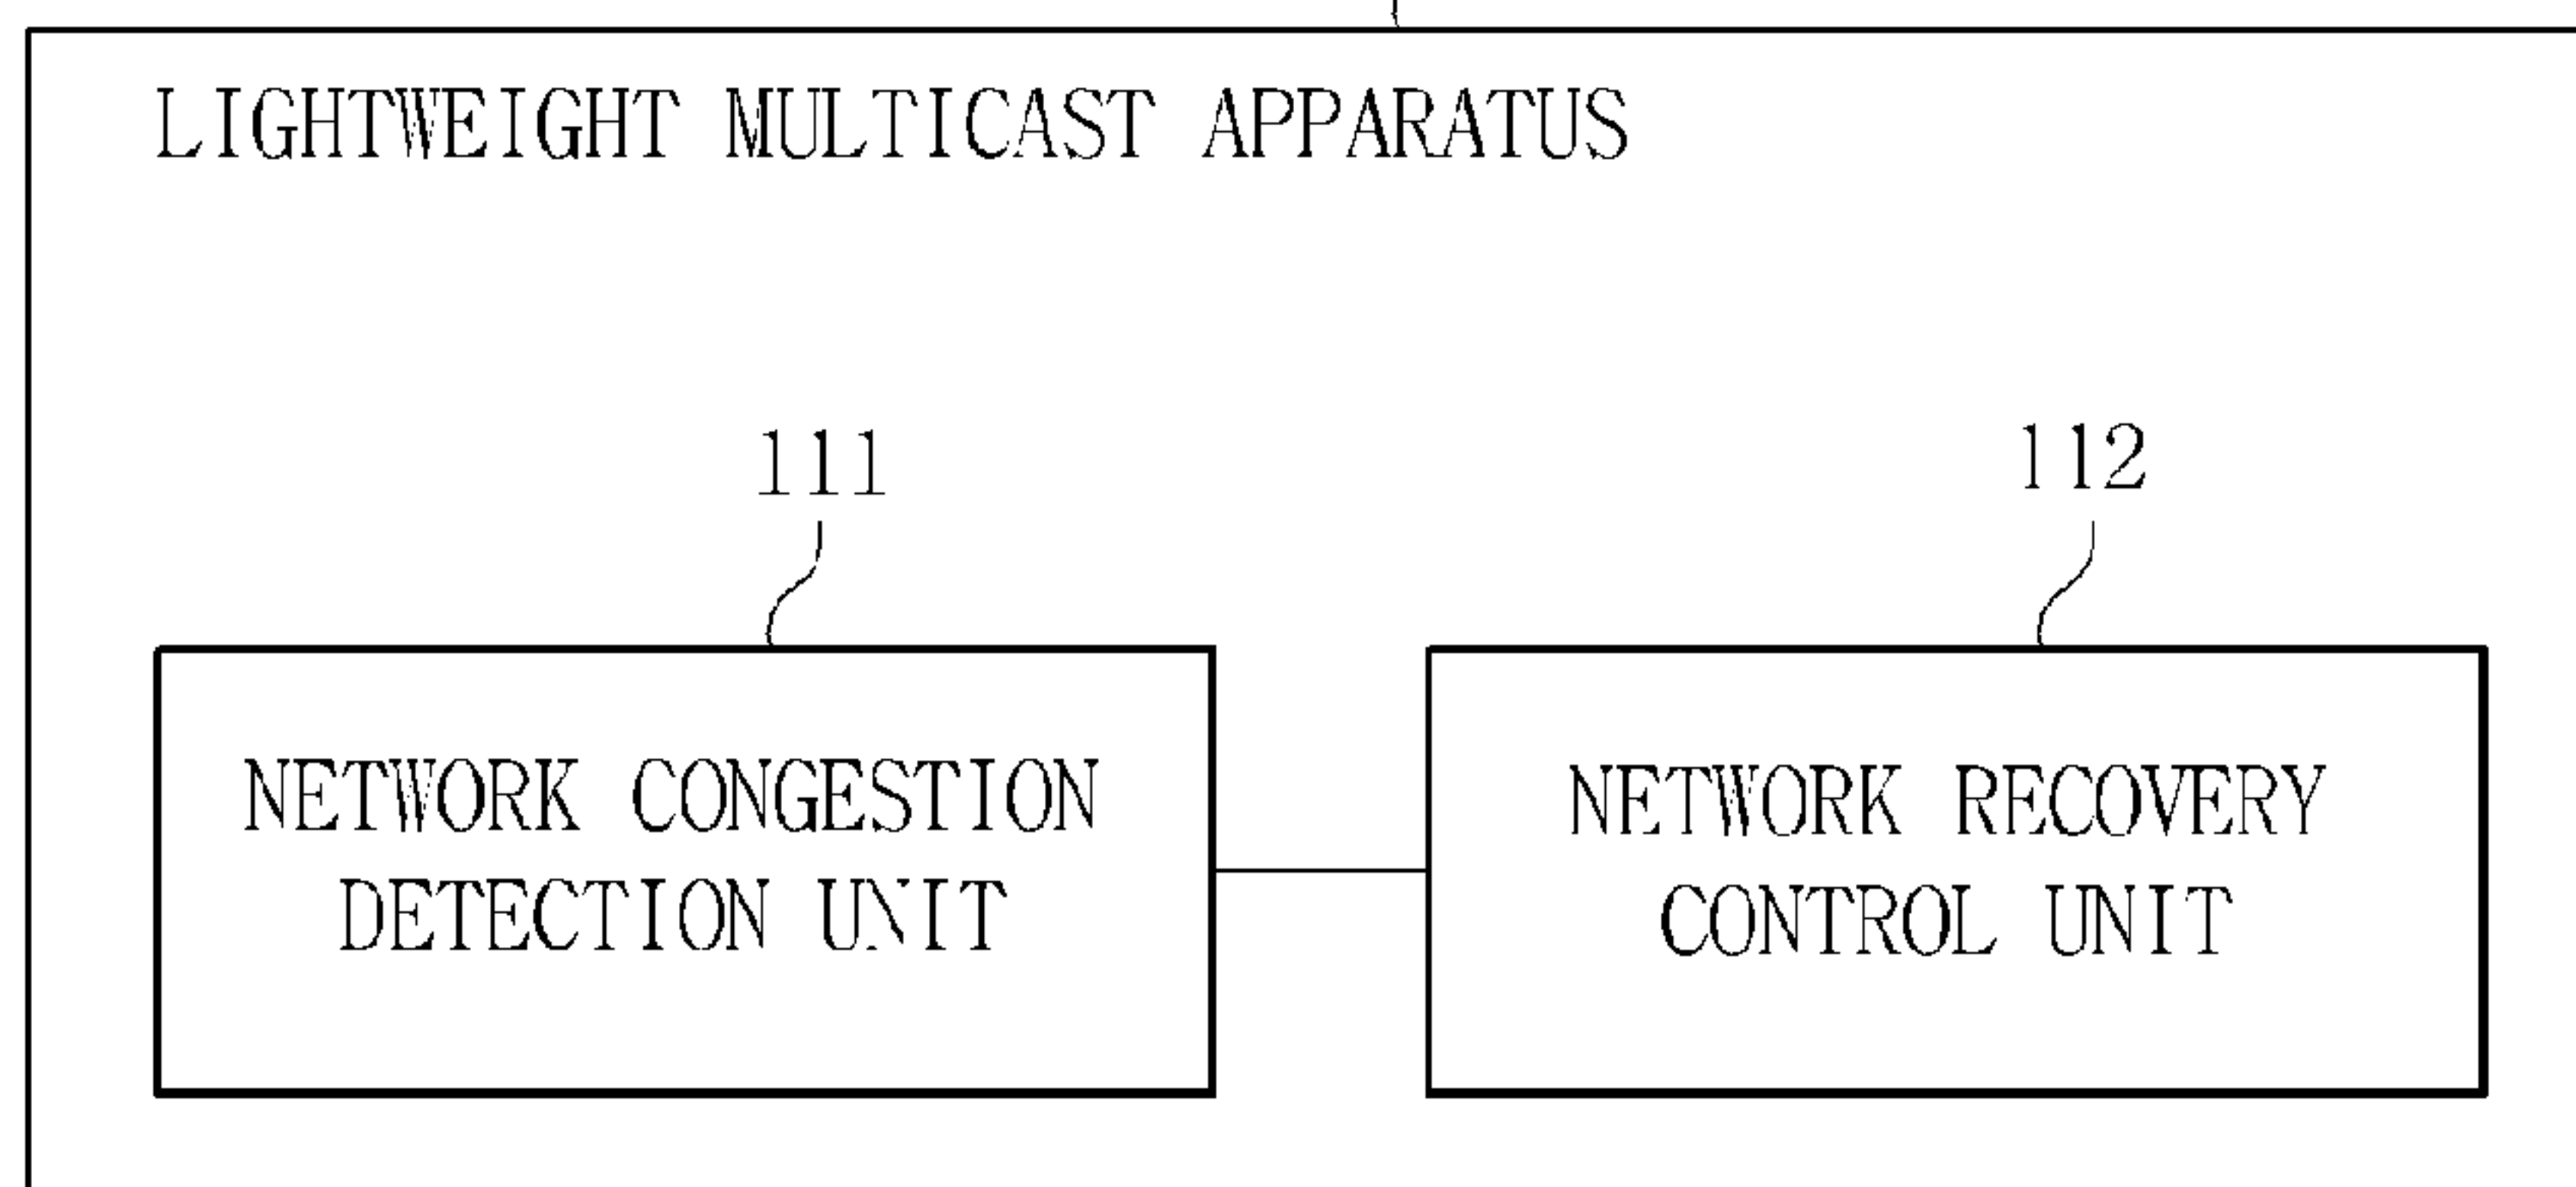 LIGHTWEIGHT MULTICAST APPARATUS
111
112
NETWORK CONGESTION
DETECTION UNIT
NETWORK RECOVERY
CONTROL UNIT